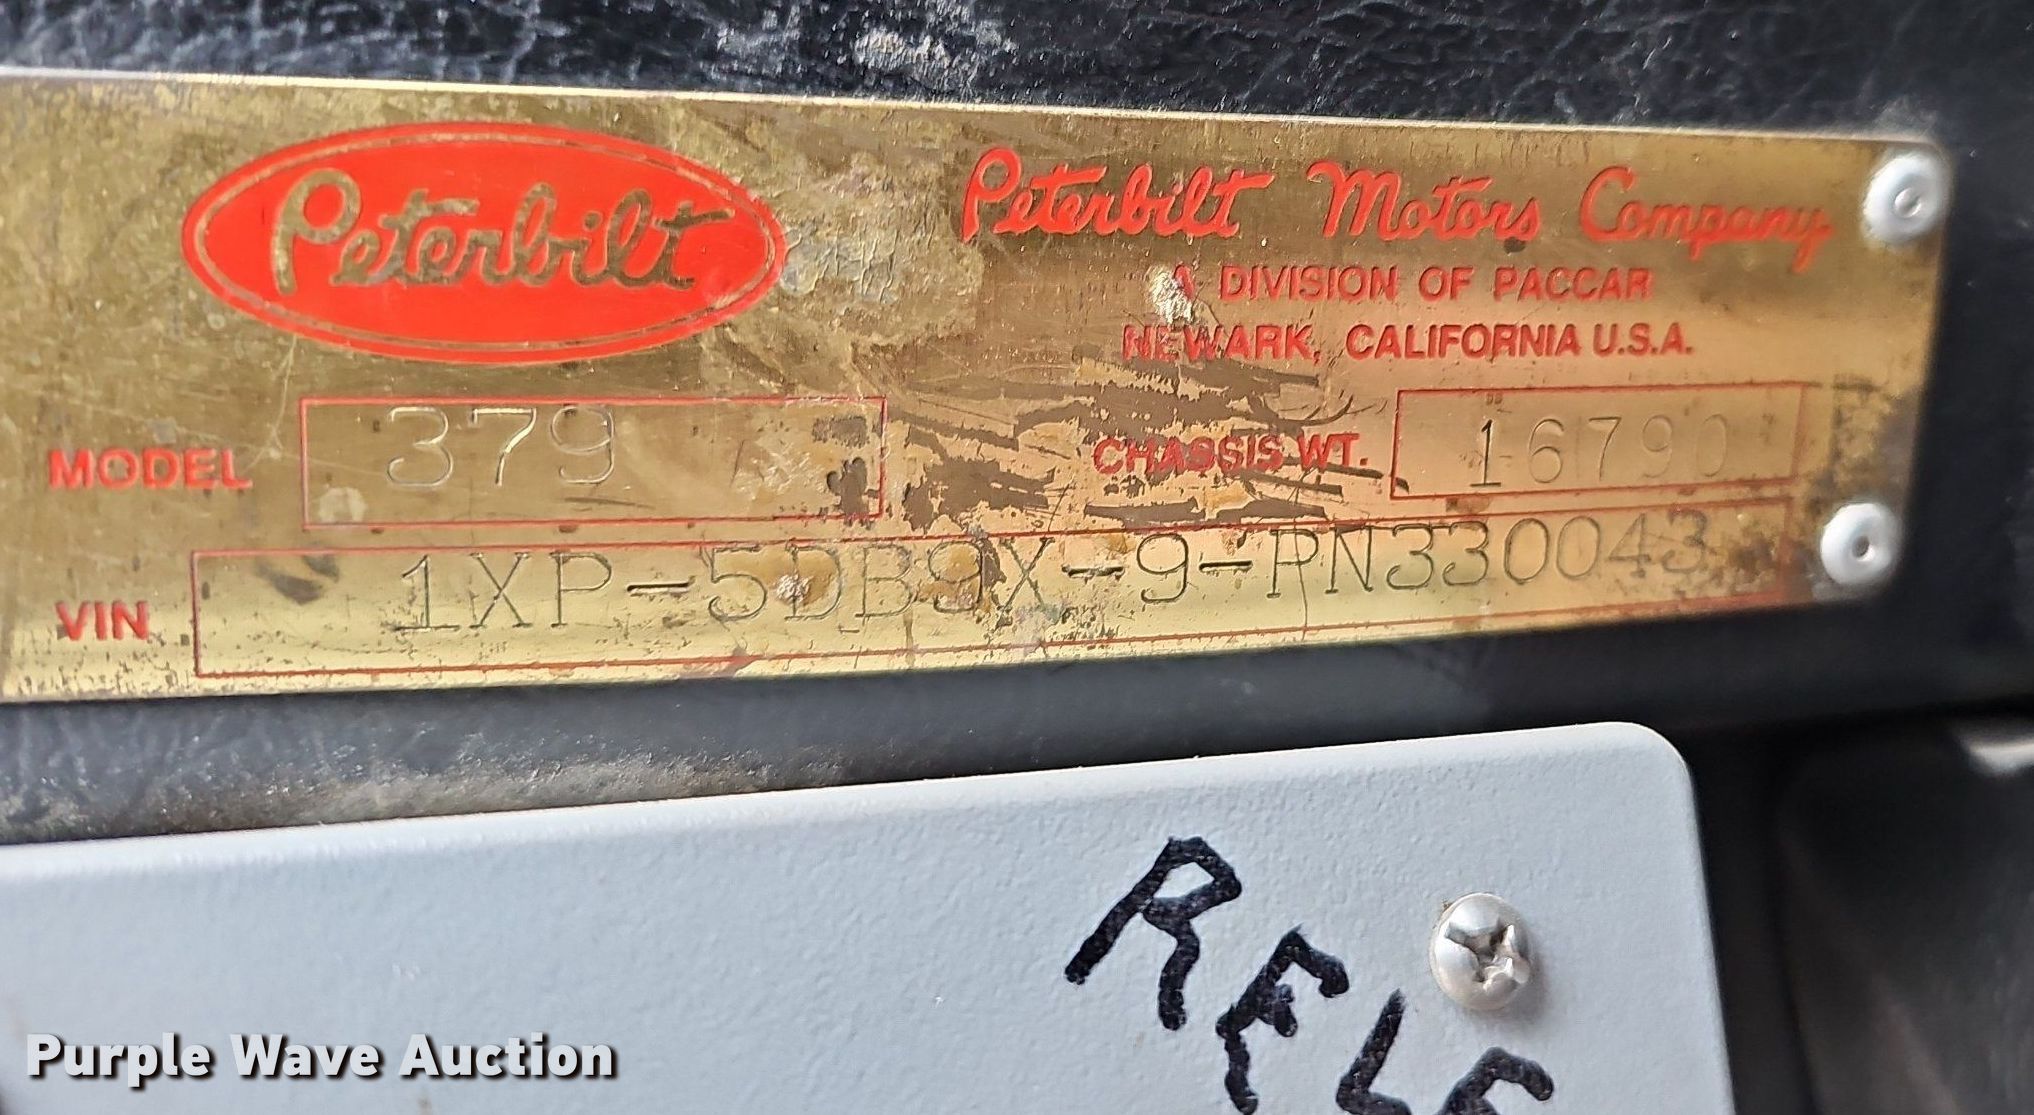 Peterbilt
Peterbilt Motors Company
A DIVISION OF PACCAR
NEWARK, CALIFORNIA U.S.A.
MODEL 379
CHASSIS WT. 16790
VIN 1XP-5DB9X-9-PN330043
RELE
Purple Wave Auction